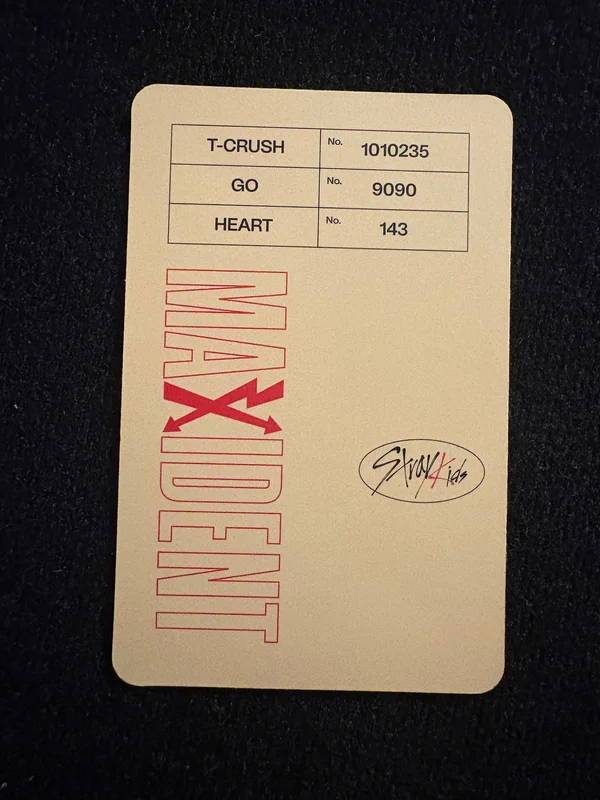 T-CRUSH No. 1010235
GO No. 9090
HEART No. 143
MAXIDENT
Stray Kids